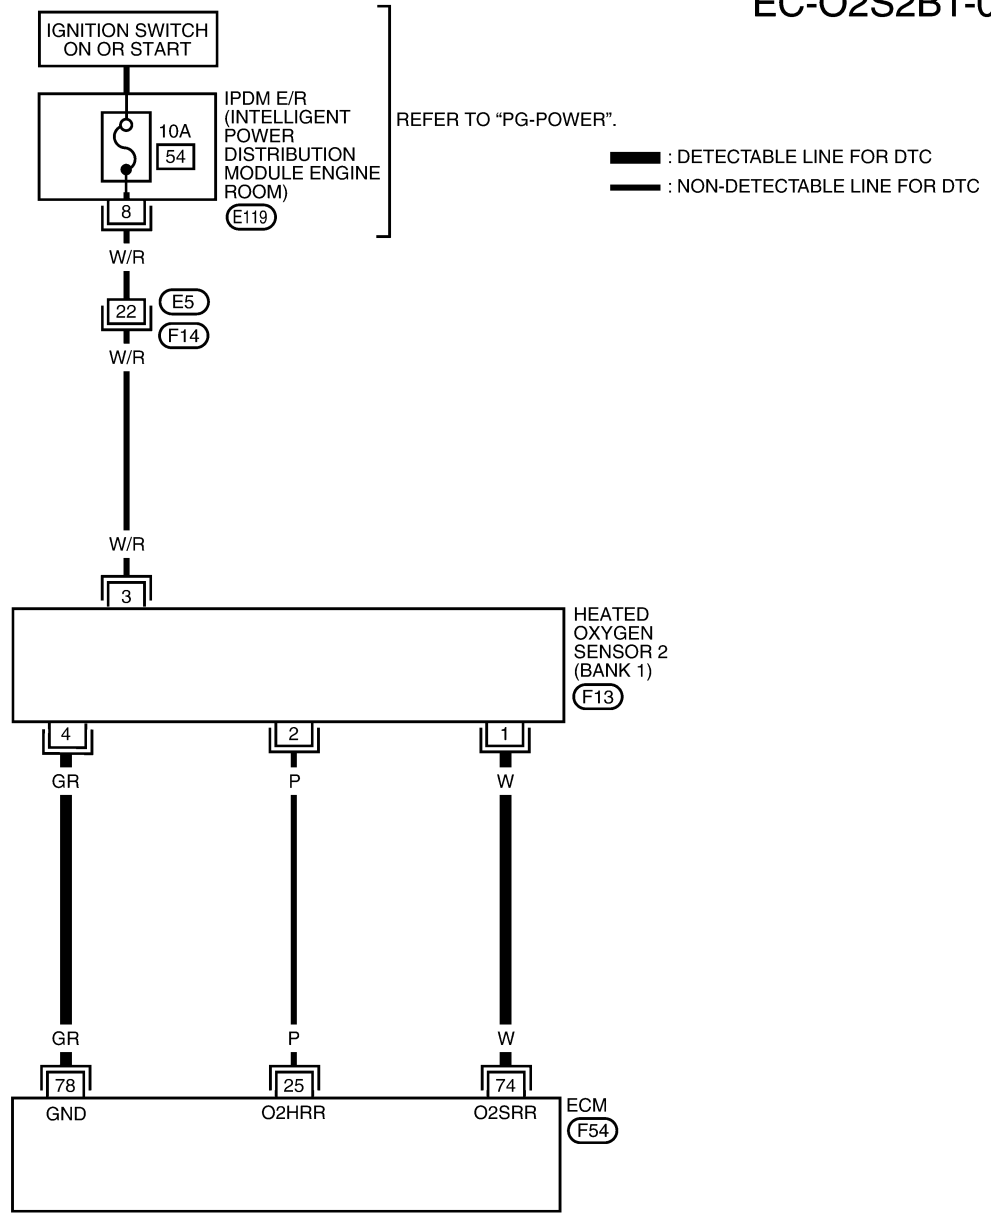 EC-O2S2B1-0
IGNITION SWITCH
ON OR START
IPDM E/R
(INTELLIGENT
POWER
DISTRIBUTION
MODULE ENGINE
ROOM)
E119
10A
54
8
REFER TO “PG-POWER”.
: DETECTABLE LINE FOR DTC
: NON-DETECTABLE LINE FOR DTC
W/R
22
E5
F14
W/R
W/R
3
HEATED
OXYGEN
SENSOR 2
(BANK 1)
F13
4
2
1
GR
P
W
GR
P
W
78
25
74
GND
O2HRR
O2SRR
ECM
F54